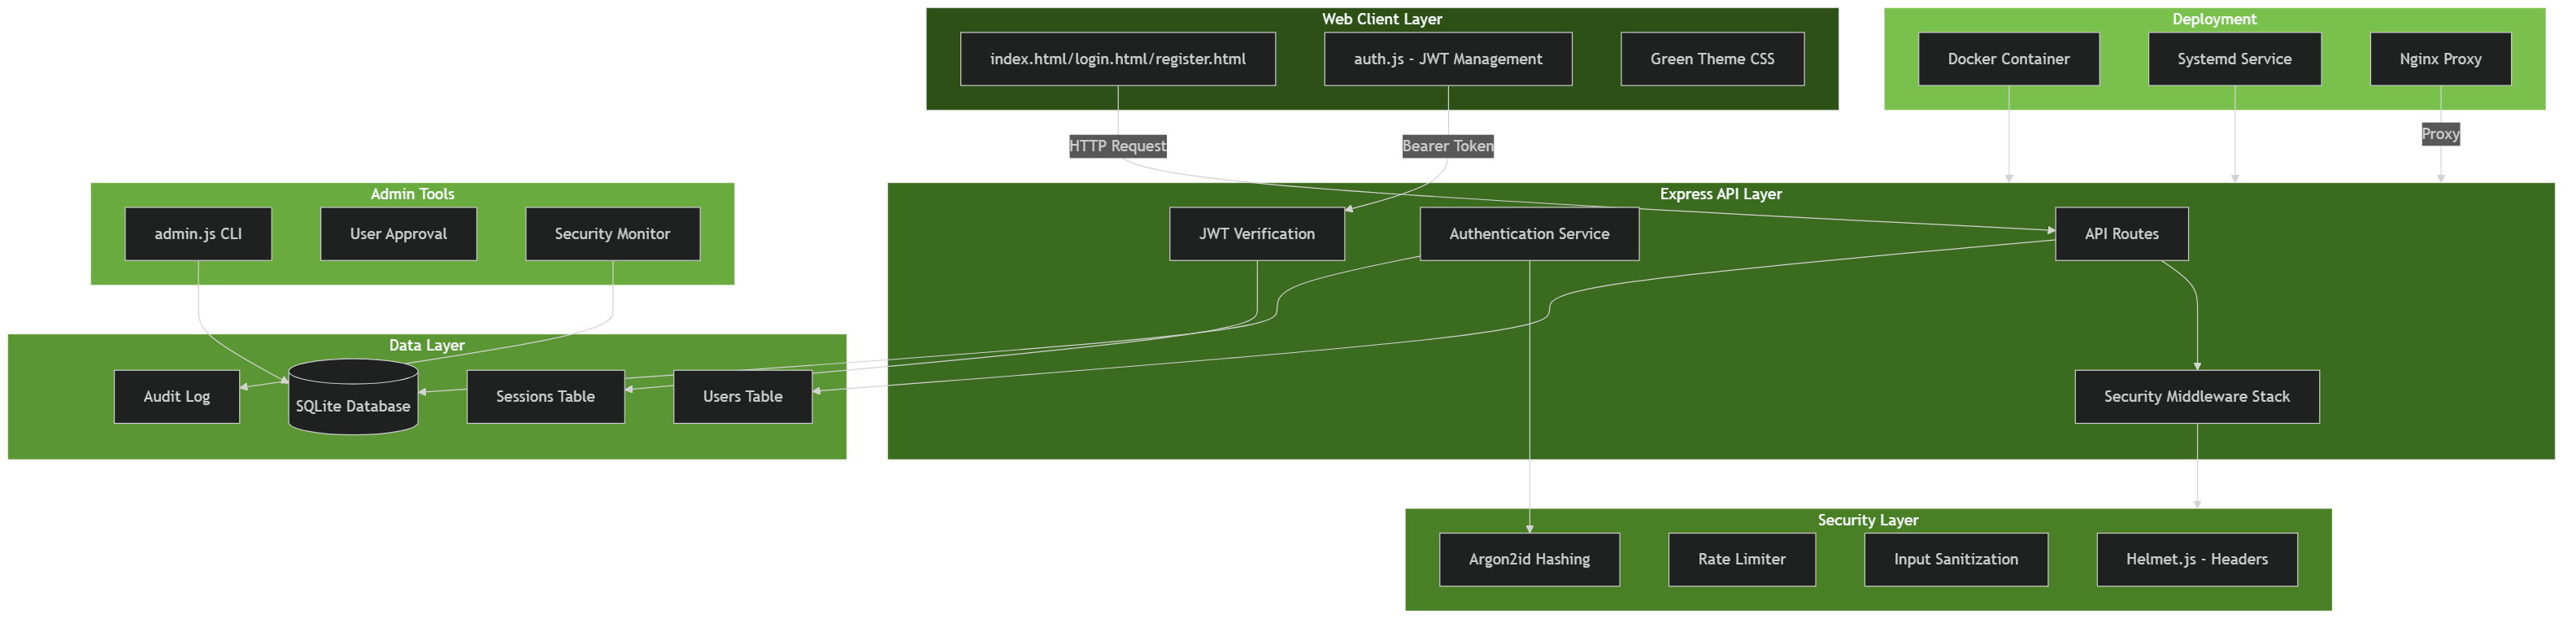 Web Client Layer
index.html/login.html/register.html
auth.js - JWT Management
Green Theme CSS
Deployment
Docker Container
Systemd Service
Nginx Proxy
HTTP Request
Bearer Token
Proxy
Admin Tools
admin.js CLI
User Approval
Security Monitor
Express API Layer
JWT Verification
Authentication Service
API Routes
Security Middleware Stack
Data Layer
Audit Log
SQLite Database
Sessions Table
Users Table
Security Layer
Argon2id Hashing
Rate Limiter
Input Sanitization
Helmet.js - Headers